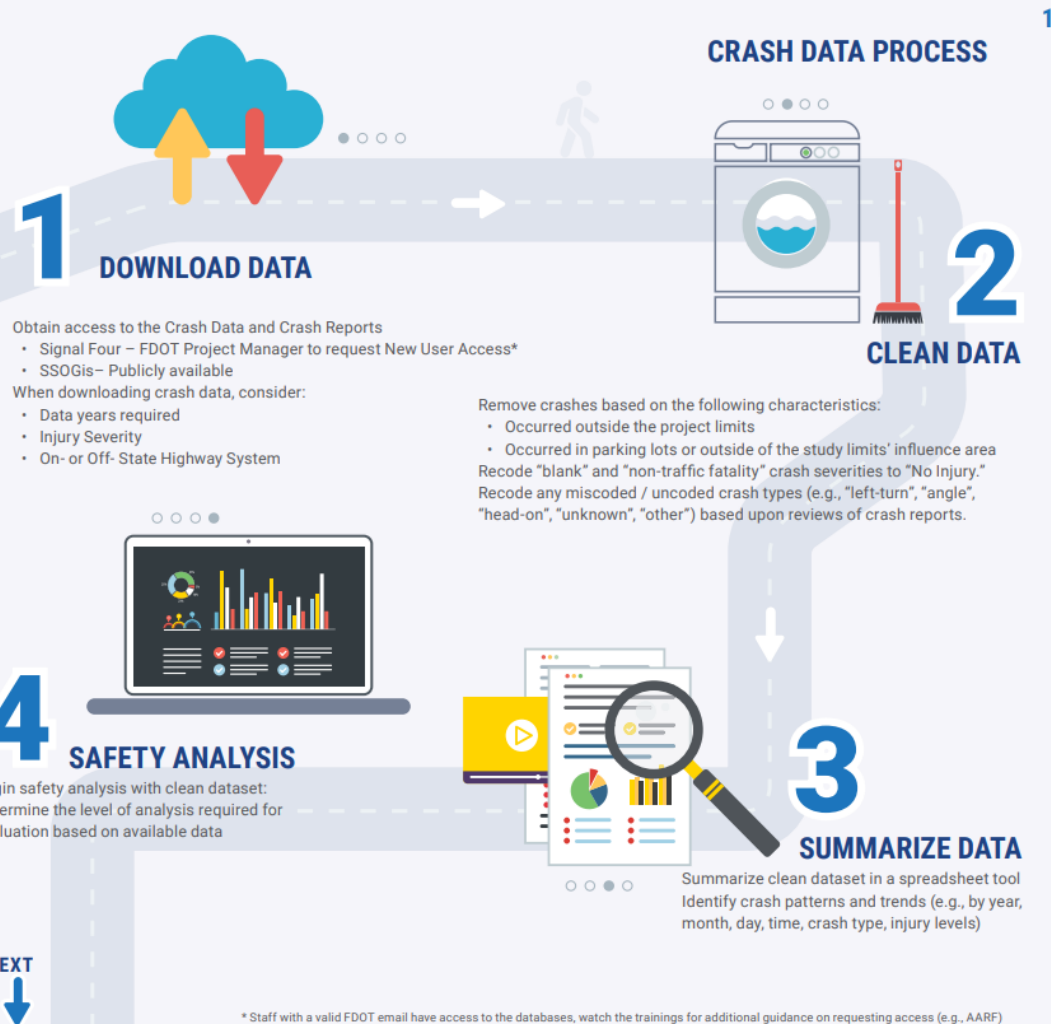 1
CRASH DATA PROCESS
1
DOWNLOAD DATA
Obtain access to the Crash Data and Crash Reports
• Signal Four – FDOT Project Manager to request New User Access*
• SSOGis– Publicly available
When downloading crash data, consider:
• Data years required
• Injury Severity
• On- or Off- State Highway System
2
CLEAN DATA
Remove crashes based on the following characteristics:
• Occurred outside the project limits
• Occurred in parking lots or outside of the study limits’ influence area
Recode “blank” and “non-traffic fatality” crash severities to “No Injury.”
Recode any miscoded / uncoded crash types (e.g., “left-turn”, “angle”,
“head-on”, “unknown”, “other”) based upon reviews of crash reports.
3
SUMMARIZE DATA
Summarize clean dataset in a spreadsheet tool
Identify crash patterns and trends (e.g., by year,
month, day, time, crash type, injury levels)
4
SAFETY ANALYSIS
gin safety analysis with clean dataset:
ermine the level of analysis required for
luation based on available data
EXT
* Staff with a valid FDOT email have access to the databases, watch the trainings for additional guidance on requesting access (e.g., AARF)